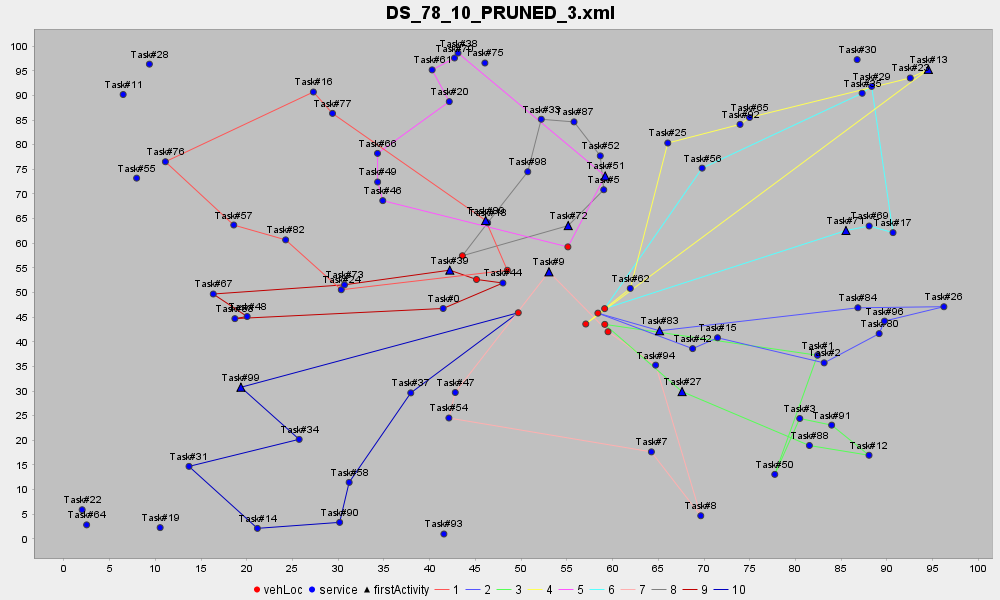 DS_78_10_PRUNED_3.xml
100
95
90
85
80
75
70
65
60
55
50
45
40
35
30
25
20
15
10
5
0
Task#38
Task#75
Task#61
Task#28
Task#30
Task#13
Task#29
Task#11
Task#16
Task#20
Task#77
Task#33
Task#87
Task#65
Task#92
Task#25
Task#66
Task#52
Task#76
Task#98
Task#51
Task#56
Task#55
Task#49
Task#5
Task#46
Task#57
Task#72
Task#71
Task#69
Task#17
Task#82
Task#39
Task#9
Task#73
Task#24
Task#44
Task#62
Task#67
Task#48
Task#0
Task#84
Task#26
Task#83
Task#96
Task#80
Task#15
Task#42
Task#1
Task#2
Task#94
Task#99
Task#37
Task#47
Task#27
Task#54
Task#3
Task#91
Task#34
Task#7
Task#88
Task#12
Task#31
Task#58
Task#50
Task#22
Task#64
Task#19
Task#14
Task#90
Task#93
Task#8
0 5 10 15 20 25 30 35 40 45 50 55 60 65 70 75 80 85 90 95 100
vehLoc service firstActivity 1 2 3 4 5 6 7 8 9 10